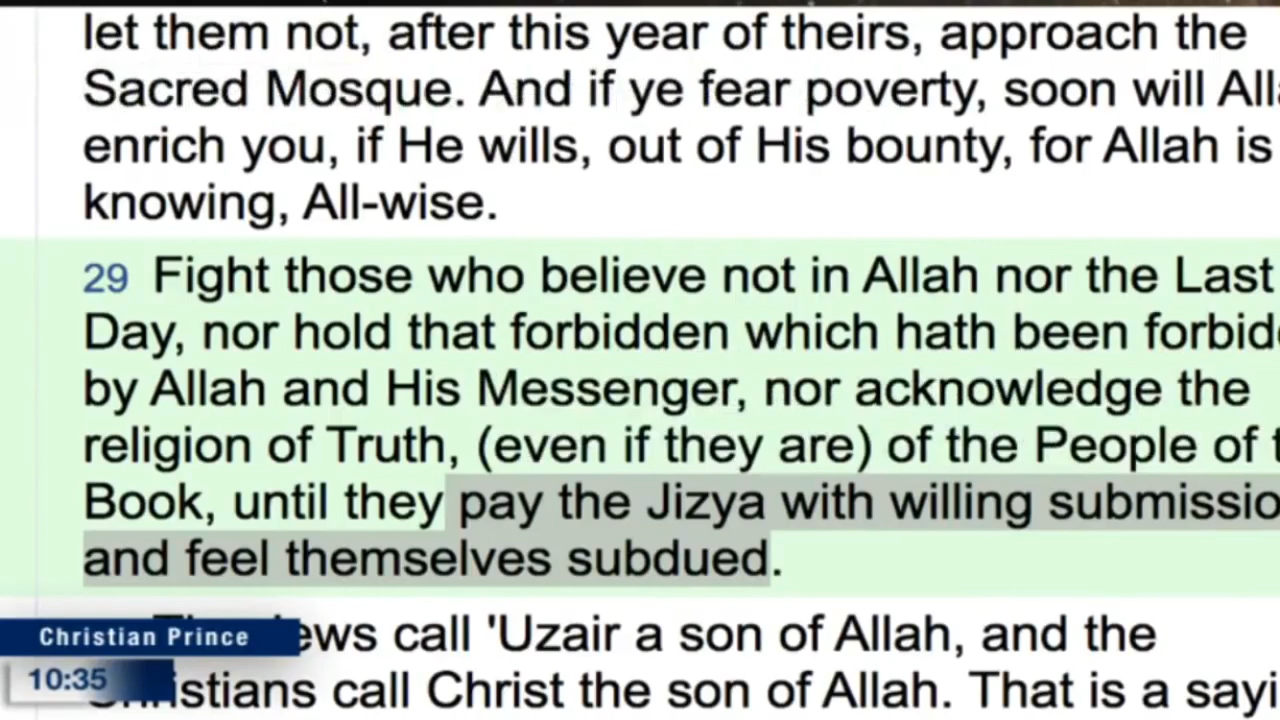 let them not, after this year of theirs, approach the
Sacred Mosque. And if ye fear poverty, soon will All
enrich you, if He wills, out of His bounty, for Allah is
knowing, All-wise.
29 Fight those who believe not in Allah nor the Last
Day, nor hold that forbidden which hath been forbid
by Allah and His Messenger, nor acknowledge the
religion of Truth, (even if they are) of the People of t
Book, until they pay the Jizya with willing submissio
and feel themselves subdued.
ews call 'Uzair a son of Allah, and the
Christian Prince
istians call Christ the son of Allah. That is a sayi
10:35